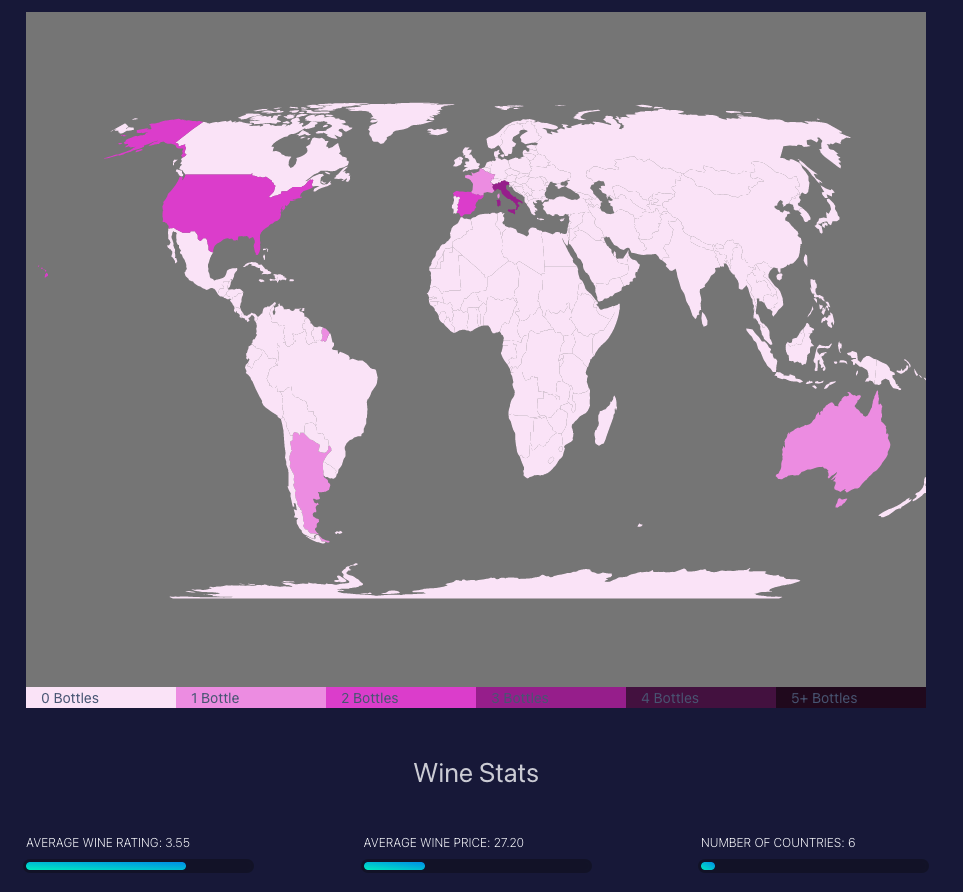 0 Bottles
1 Bottle
2 Bottles
3 Bottles
4 Bottles
5+ Bottles
Wine Stats
AVERAGE WINE RATING: 3.55
AVERAGE WINE PRICE: 27.20
NUMBER OF COUNTRIES: 6